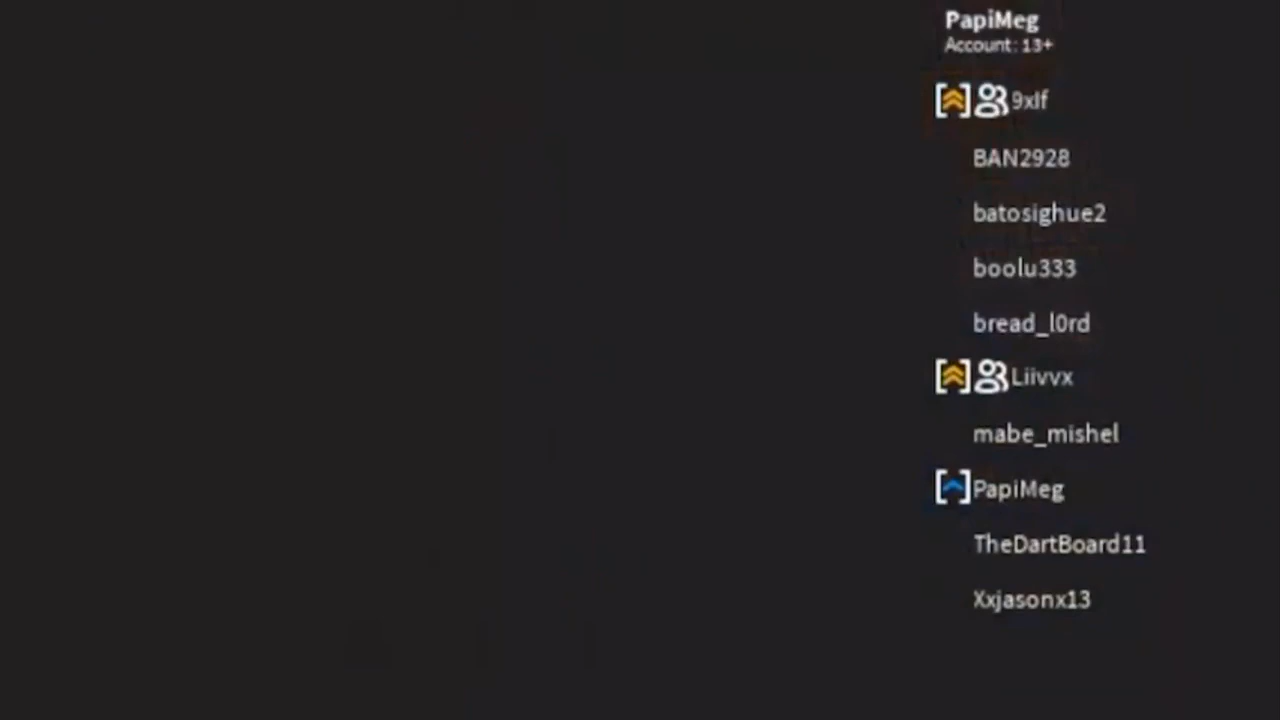 PapiMeg
Account: 13+
9xlf
BAN2928
batosighue2
boolu333
bread_l0rd
Liivvx
mabe_mishel
PapiMeg
TheDartBoard11
Xxjasonx13